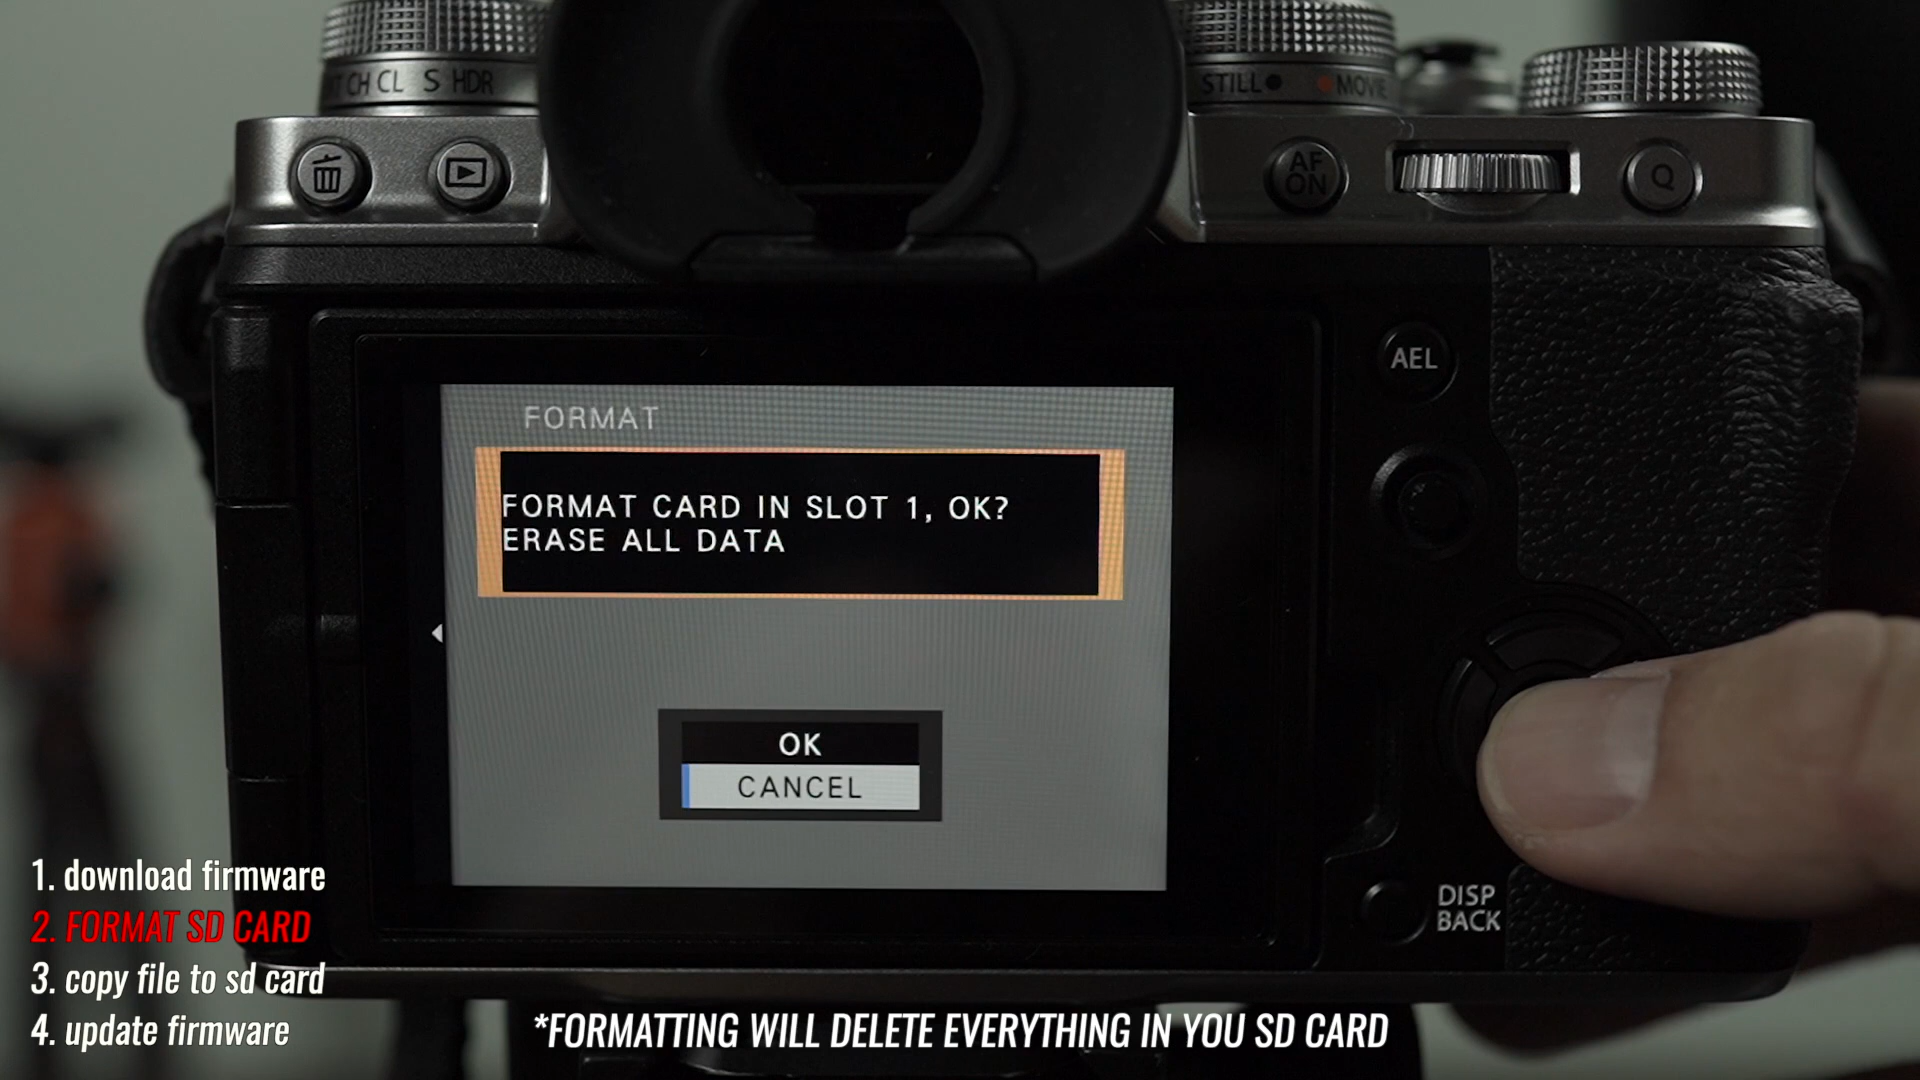 CH CL S HDR
STILL MOVIE
AF
ON
Q
AEL
FORMAT
FORMAT CARD IN SLOT 1, OK?
ERASE ALL DATA
OK
CANCEL
DISP
BACK
1. download firmware
2. FORMAT SD CARD
3. copy file to sd card
4. update firmware
*FORMATTING WILL DELETE EVERYTHING IN YOU SD CARD